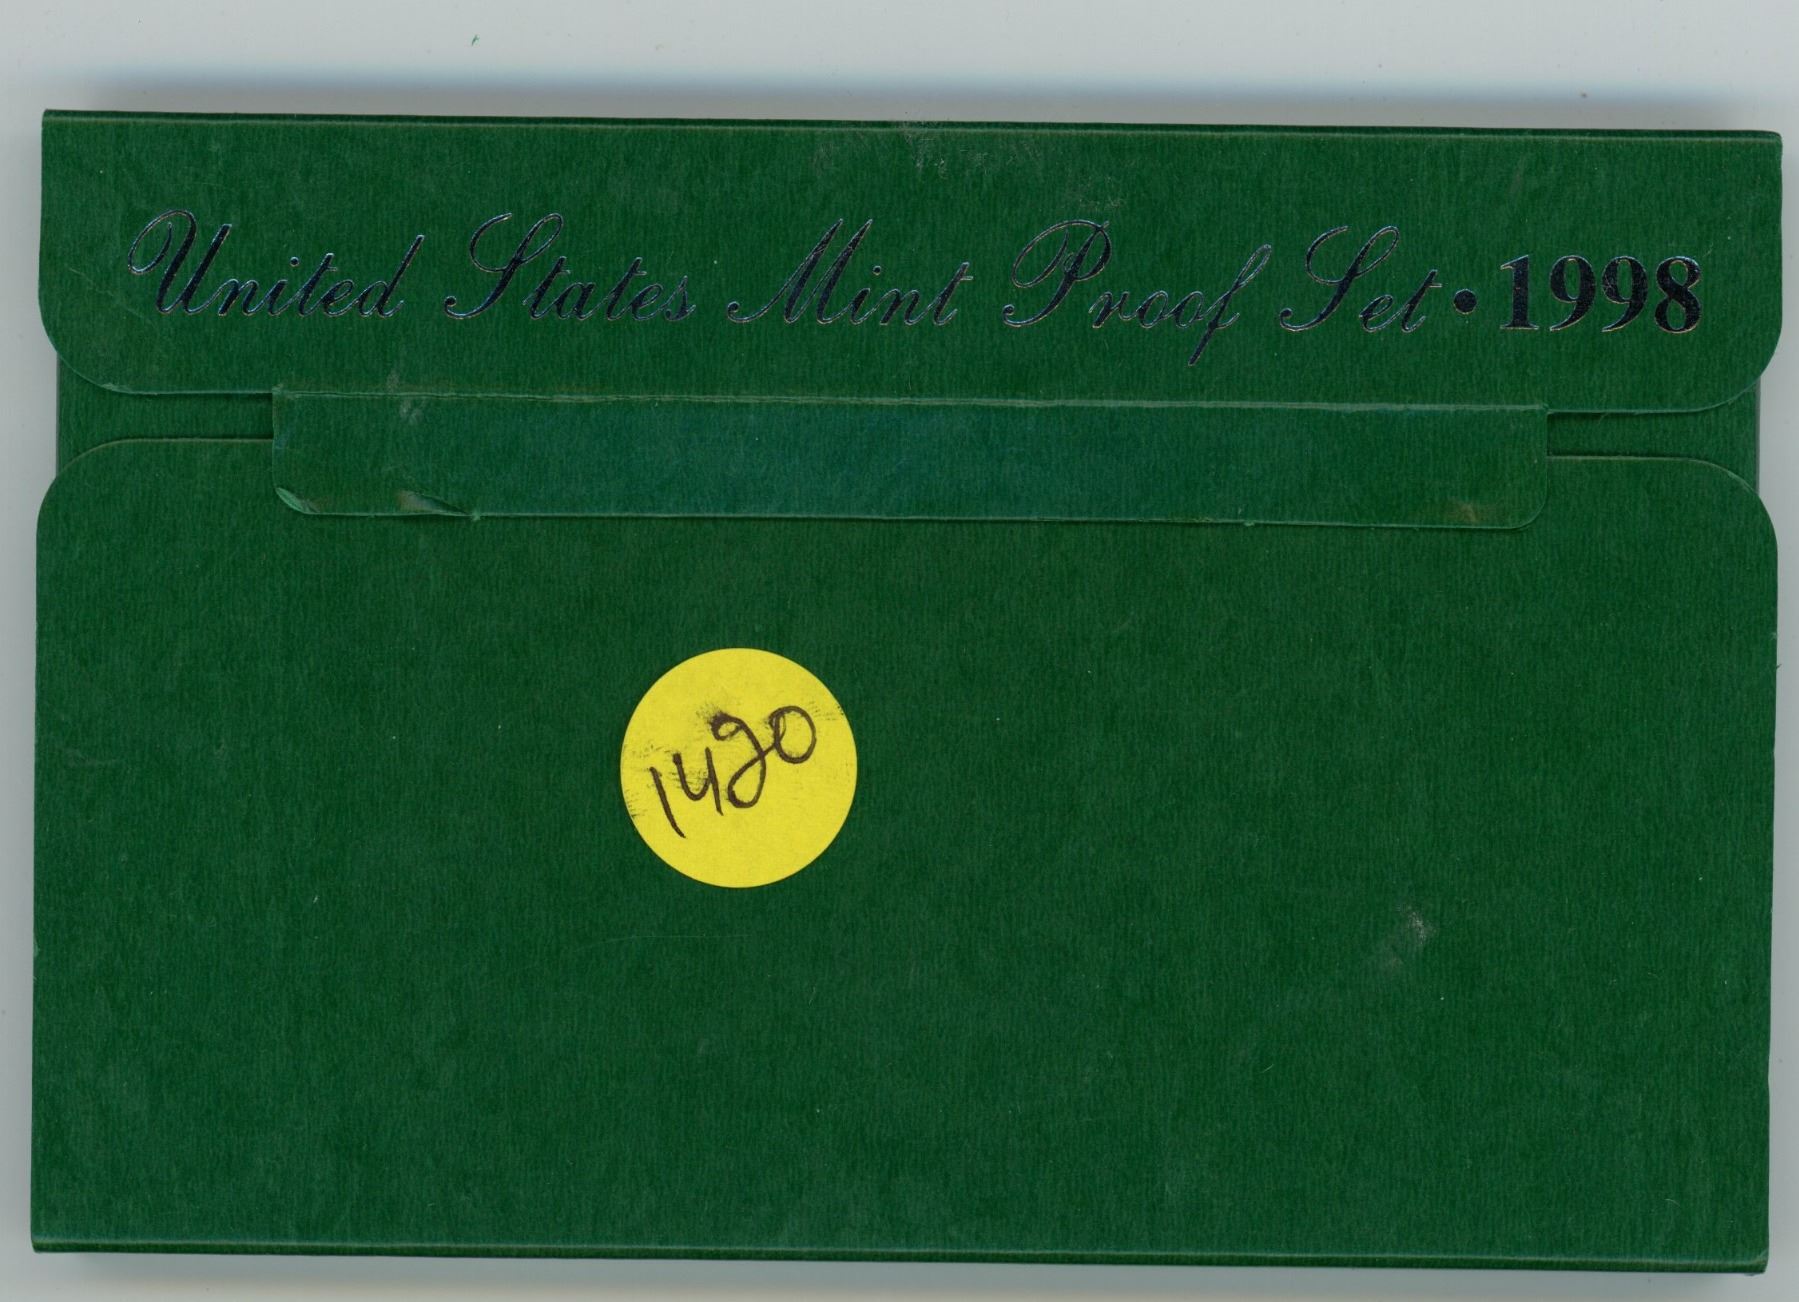 United States Mint Proof Set • 1998
1420